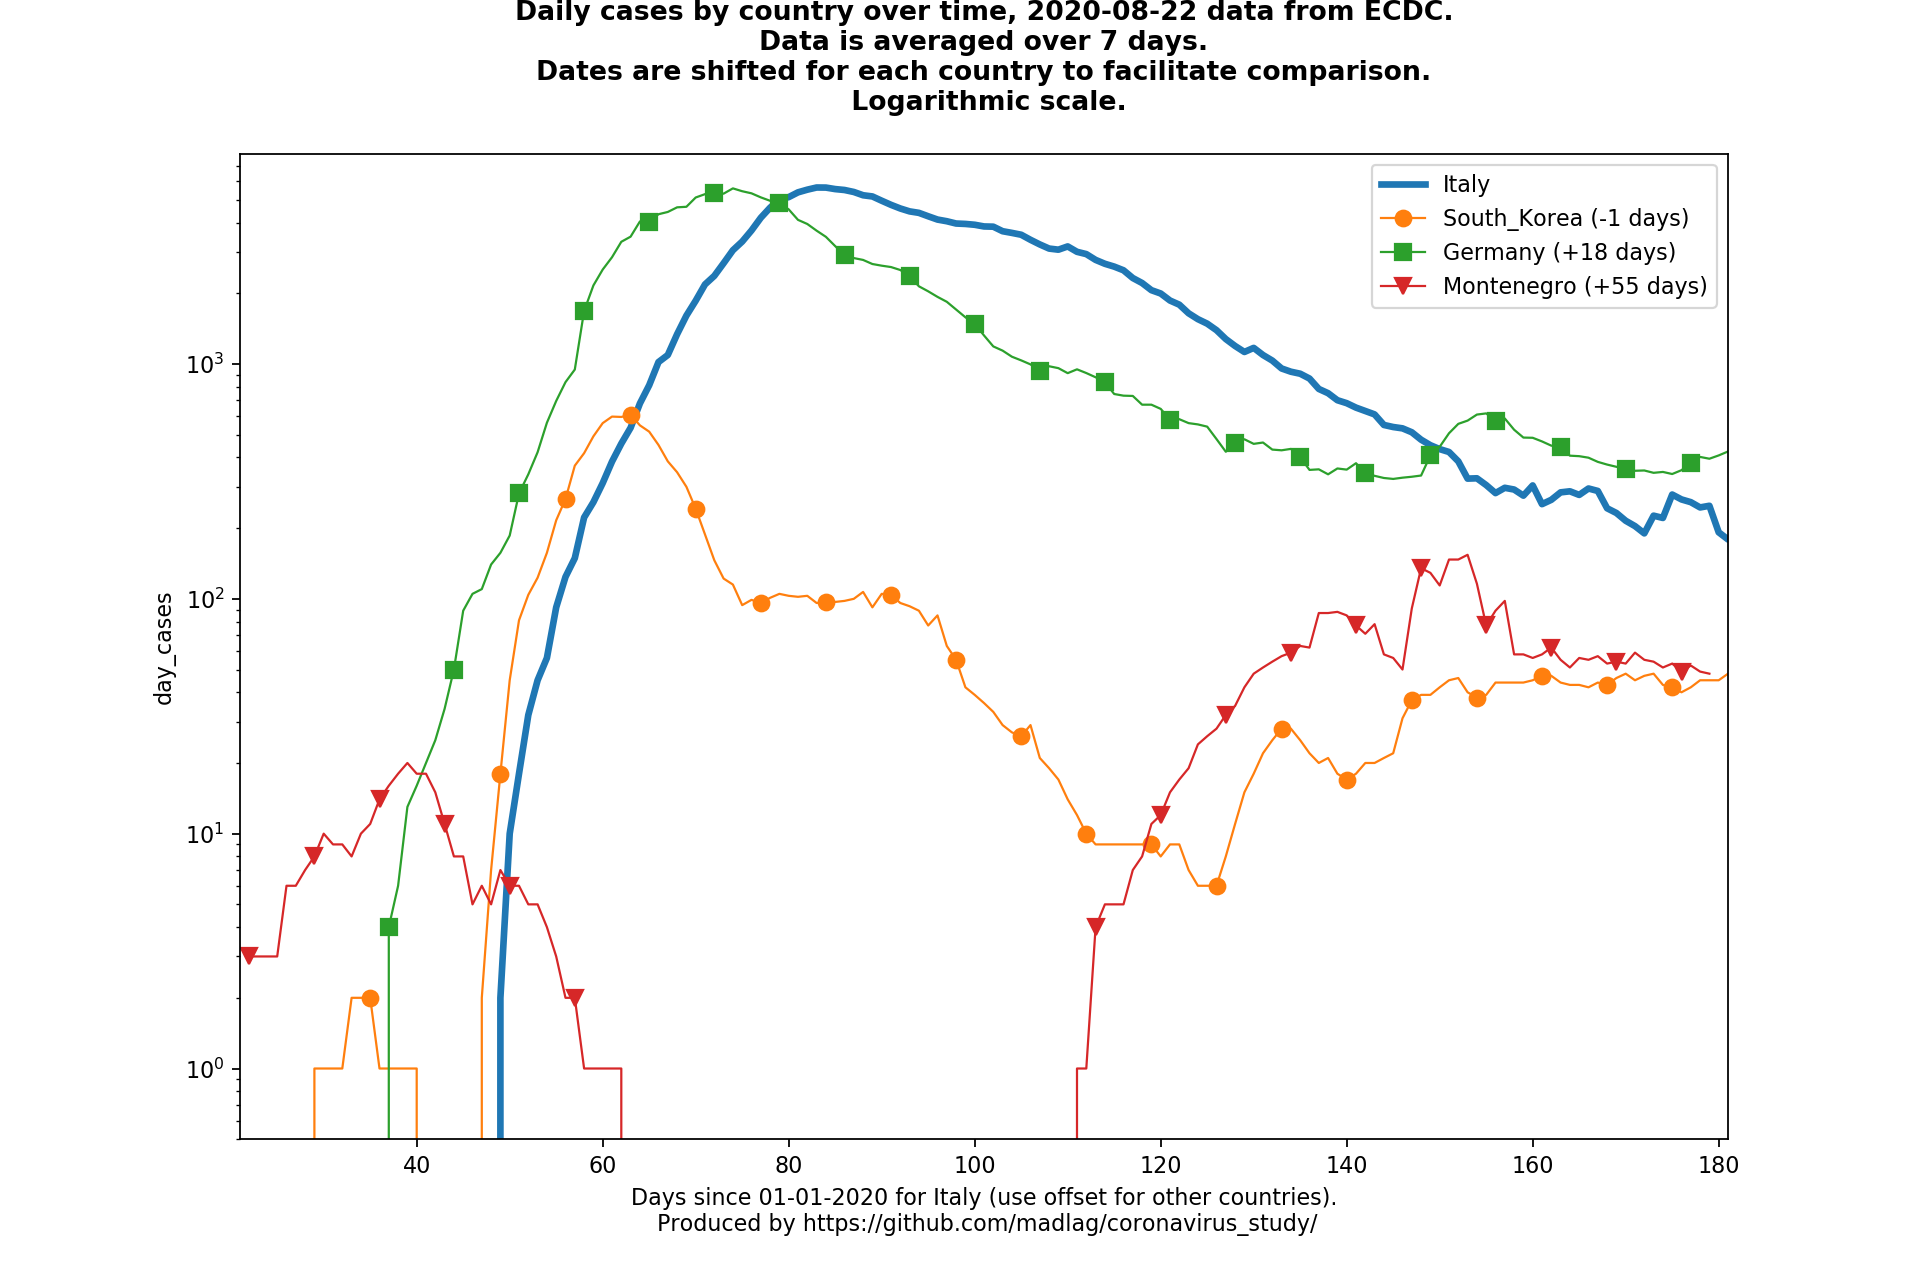 Daily cases by country over time, 2020-08-22 data from ECDC.
Data is averaged over 7 days.
Dates are shifted for each country to facilitate comparison.
Logarithmic scale.
Italy
South_Korea (-1 days)
Germany (+18 days)
Montenegro (+55 days)
10³
10²
10¹
10⁰
day_cases
40 60 80 100 120 140 160 180
Days since 01-01-2020 for Italy (use offset for other countries).
Produced by https://github.com/madlag/coronavirus_study/